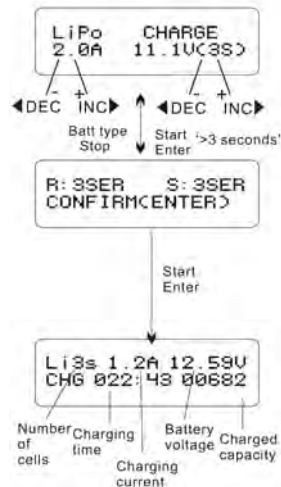 LiPo CHARGE
2.0A 11.1V(3S)
- + - +
◀DEC INC▶ ◀DEC INC▶
Batt type Start '>3 seconds'
Stop Enter
R:3SER S:3SER
CONFIRM(ENTER)
Start
Enter
Li3s 1.2A 12.59V
CHG 022:43 00682
Number of cells
Charging time
Charging current
Battery voltage
Charged capacity